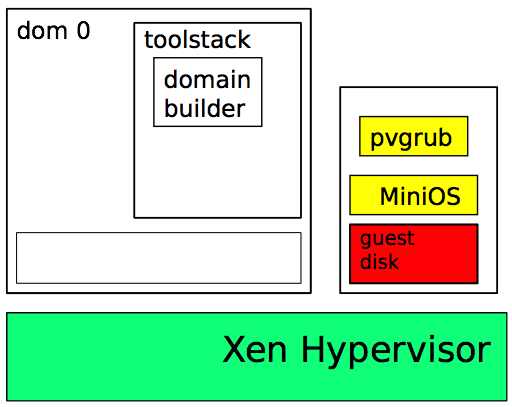 dom 0
toolstack
domain
builder
pvgrub
MiniOS
guest
disk
Xen Hypervisor